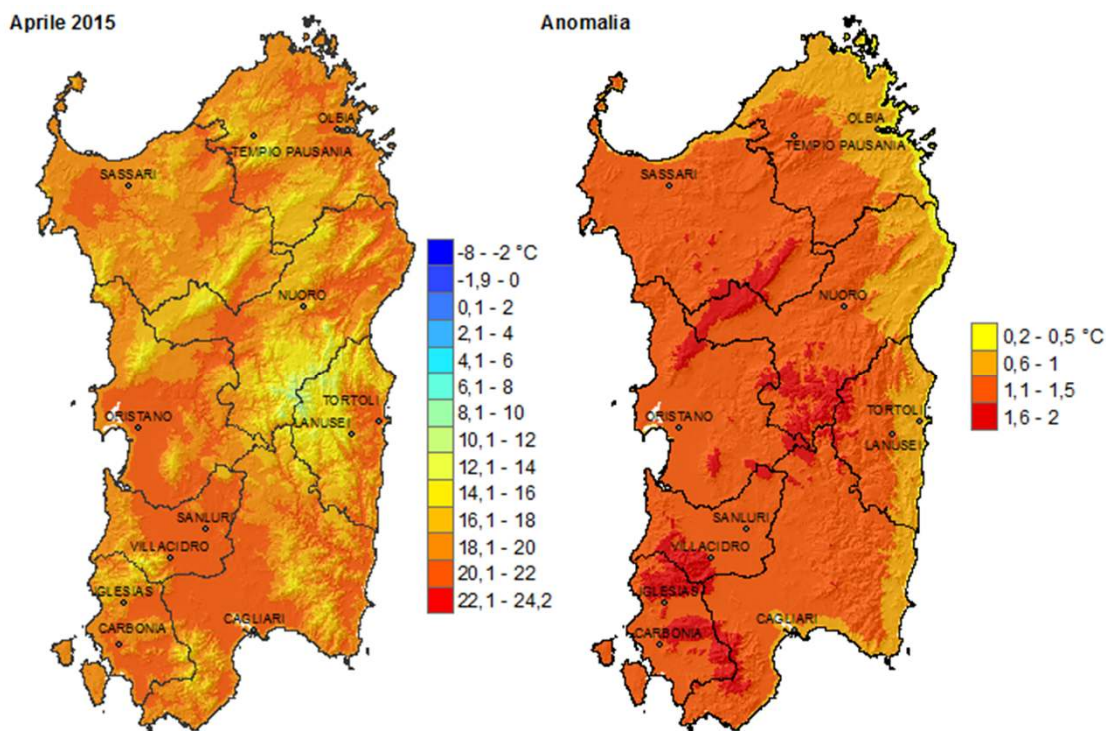 Aprile 2015
OLBIA
TEMPIO PAUSANIA
SASSARI
NUORO
ORISTANO
TORTOLI
LANUSEI
SANLURI
VILLACIDRO
IGLESIAS
CARBONIA
CAGLIARI
-8 - -2 °C
-1,9 - 0
0,1 - 2
2,1 - 4
4,1 - 6
6,1 - 8
8,1 - 10
10,1 - 12
12,1 - 14
14,1 - 16
16,1 - 18
18,1 - 20
20,1 - 22
22,1 - 24,2
Anomalia
OLBIA
TEMPIO PAUSANIA
SASSARI
NUORO
ORISTANO
TORTOLI
LANUSEI
SANLURI
VILLACIDRO
IGLESIAS
CARBONIA
CAGLIARI
0,2 - 0,5 °C
0,6 - 1
1,1 - 1,5
1,6 - 2